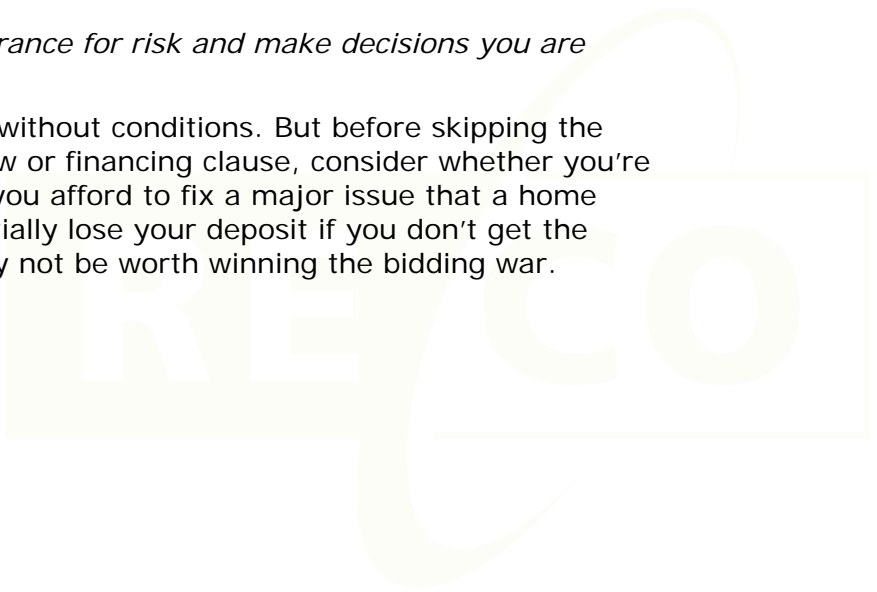 rance for risk and make decisions you are
without conditions. But before skipping the
w or financing clause, consider whether you're
you afford to fix a major issue that a home
ially lose your deposit if you don't get the
y not be worth winning the bidding war.
RECO